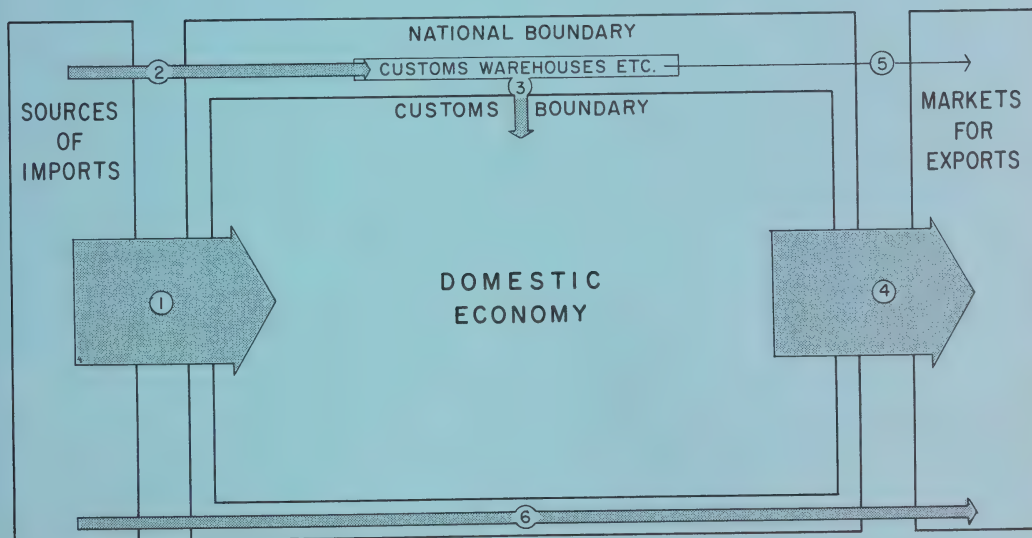 NATIONAL BOUNDARY
2
CUSTOMS WAREHOUSES ETC.
5
3
CUSTOMS BOUNDARY
SOURCES
OF
IMPORTS
MARKETS
FOR
EXPORTS
1
DOMESTIC
ECONOMY
4
6